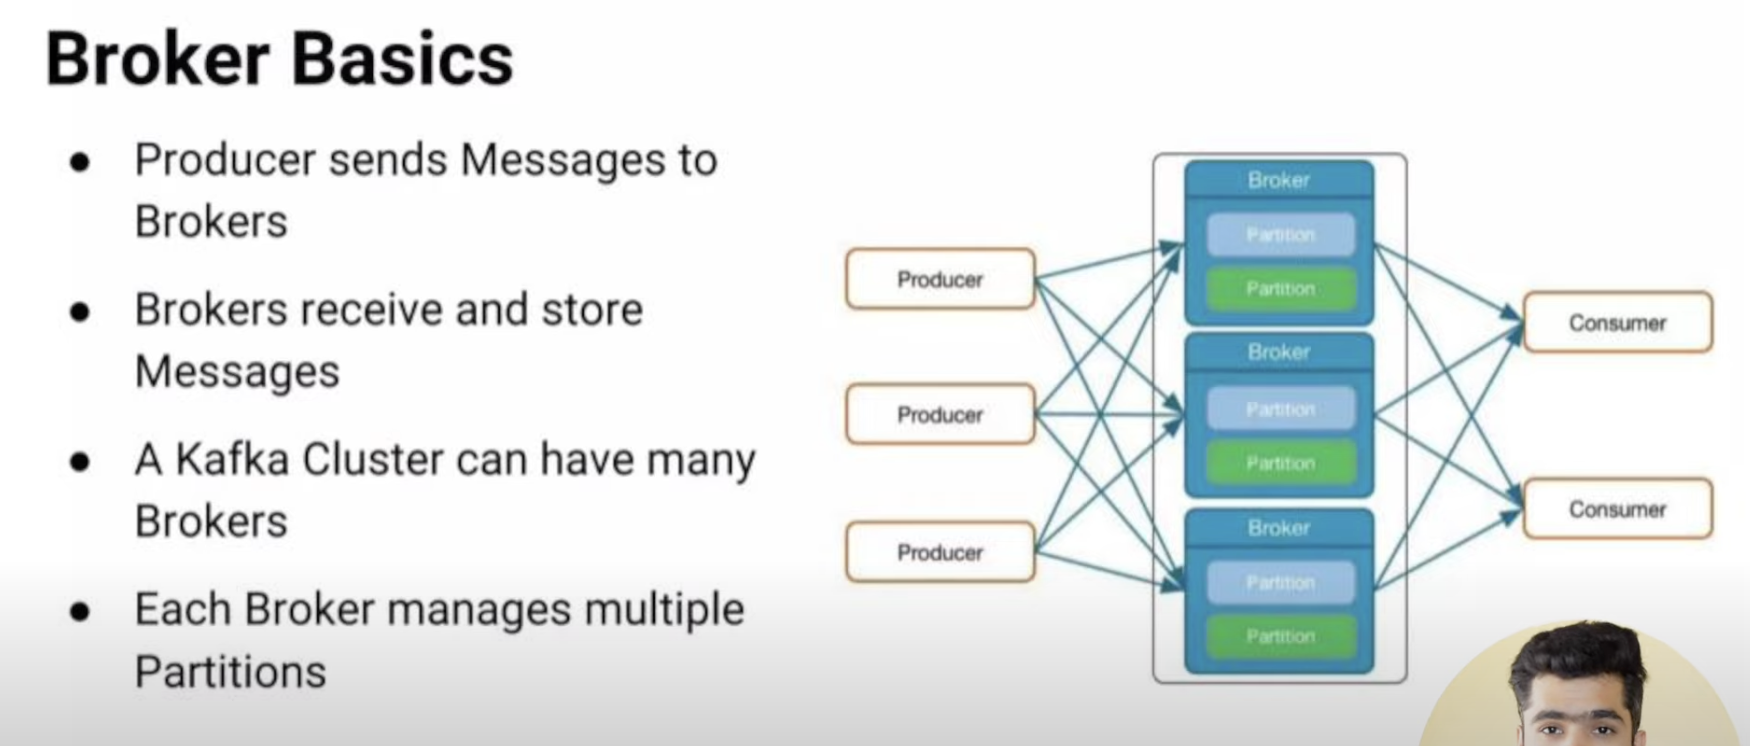 Broker Basics
● Producer sends Messages to
Brokers
● Brokers receive and store
Messages
● A Kafka Cluster can have many
Brokers
● Each Broker manages multiple
Partitions
Producer
Producer
Producer
Broker
Partition
Partition
Broker
Partition
Partition
Broker
Partition
Partition
Consumer
Consumer